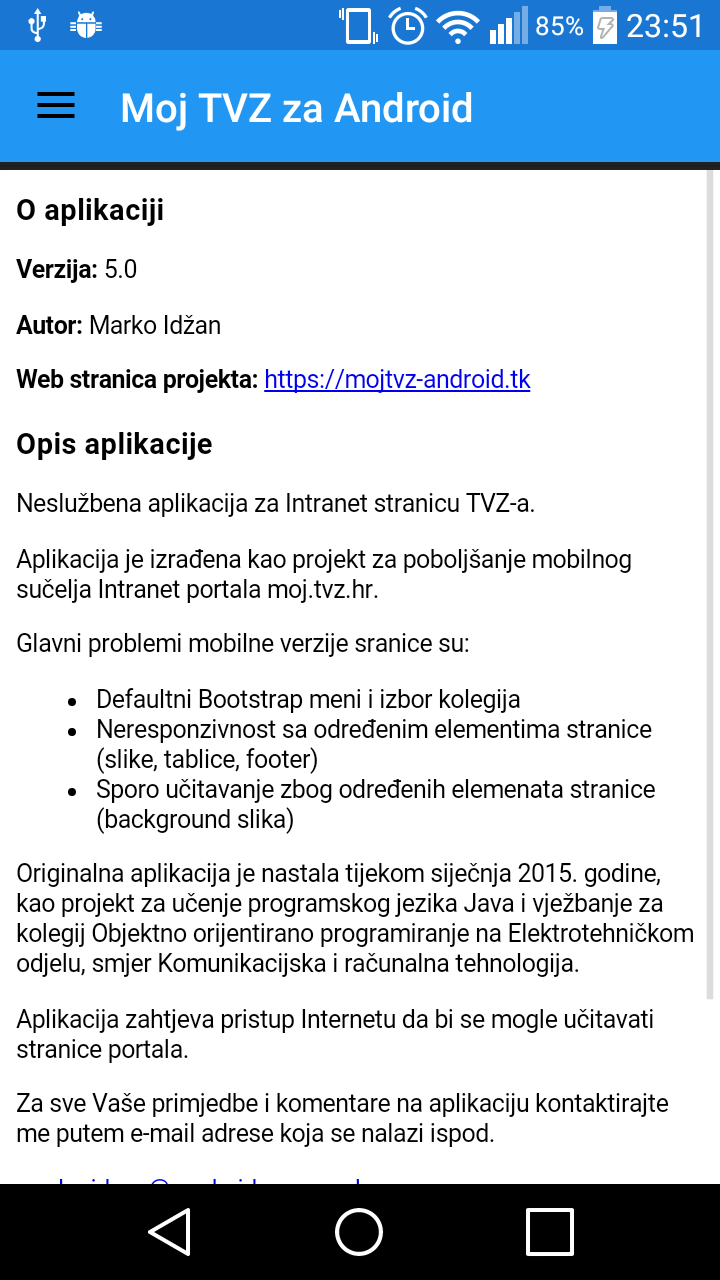 85% 23:51
Moj TVZ za Android
O aplikaciji
Verzija: 5.0
Autor: Marko Idžan
Web stranica projekta: https://mojtvz-android.tk
Opis aplikacije
Neslužbena aplikacija za Intranet stranicu TVZ-a.
Aplikacija je izrađena kao projekt za poboljšanje mobilnog
sučelja Intranet portala moj.tvz.hr.
Glavni problemi mobilne verzije sranice su:
Defaultni Bootstrap meni i izbor kolegija
Neresponzivnost sa određenim elementima stranice
(slike, tablice, footer)
Sporo učitavanje zbog određenih elemenata stranice
(background slika)
Originalna aplikacija je nastala tijekom siječnja 2015. godine,
kao projekt za učenje programskog jezika Java i vježbanje za
kolegij Objektno orijentirano programiranje na Elektrotehničkom
odjelu, smjer Komunikacijska i računalna tehnologija.
Aplikacija zahtjeva pristup Internetu da bi se mogle učitavati
stranice portala.
Za sve Vaše primjedbe i komentare na aplikaciju kontaktirajte
me putem e-mail adrese koja se nalazi ispod.